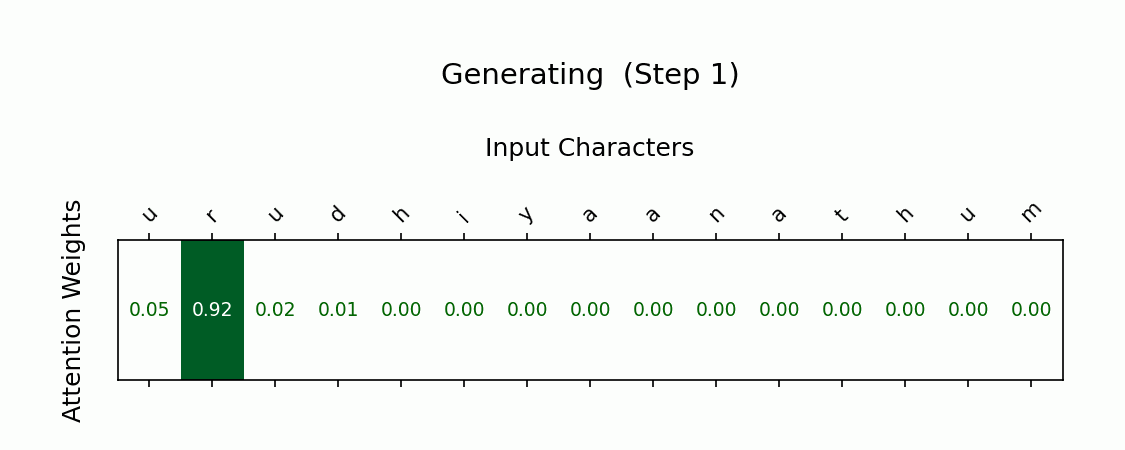 Generating (Step 1)
Input Characters
u r u d h i y a a n a t h u m
Attention Weights
0.05 0.92 0.02 0.01 0.00 0.00 0.00 0.00 0.00 0.00 0.00 0.00 0.00 0.00 0.00